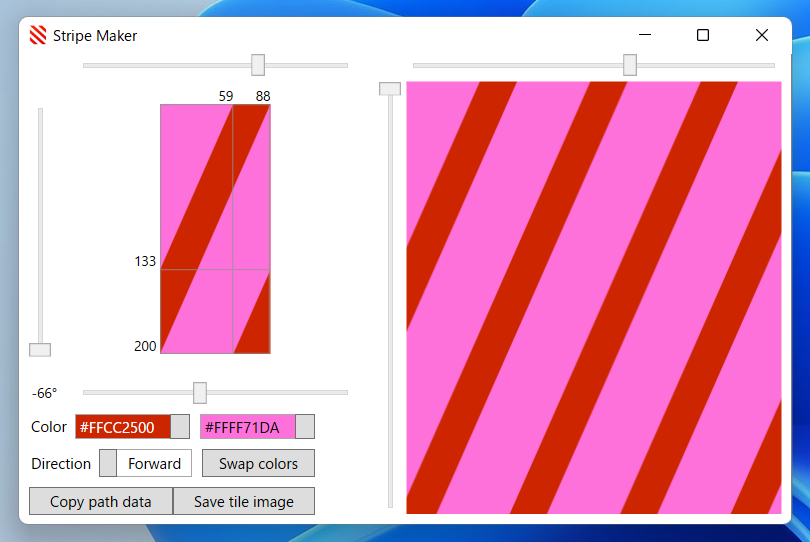 Stripe Maker
59 88
133
200
-66°
Color #FFCC2500 #FFFF71DA
Direction Forward Swap colors
Copy path data Save tile image